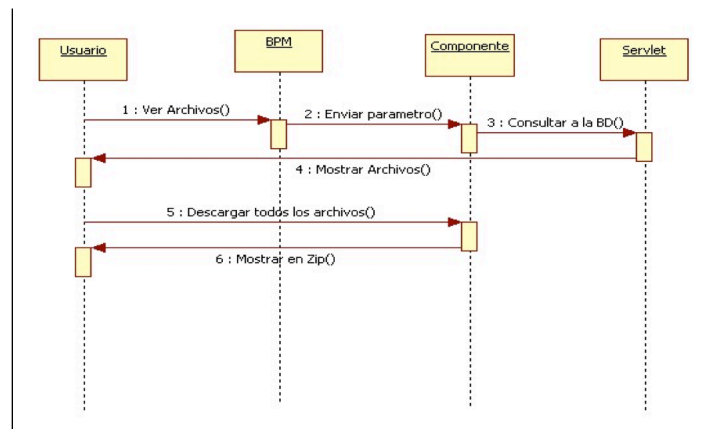 Usuario
BPM
Componente
Servlet
1 : Ver Archivos()
2 : Enviar parametro()
3 : Consultar a la BD()
4 : Mostrar Archivos()
5 : Descargar todos los archivos()
6 : Mostrar en Zip()